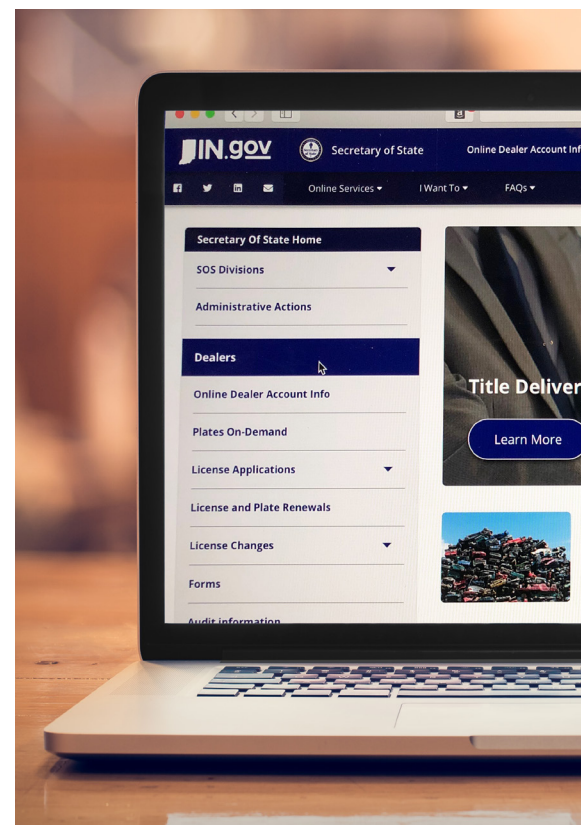 IN.gov
Secretary of State
Online Dealer Account Inf
Online Services
I Want To
FAQs
Secretary Of State Home
SOS Divisions
Administrative Actions
Dealers
Online Dealer Account Info
Plates On-Demand
License Applications
License and Plate Renewals
License Changes
Forms
Audit information
Title Deliver
Learn More